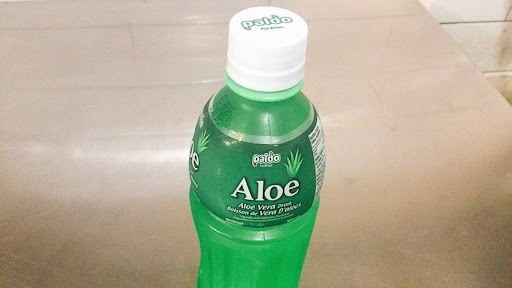 paldo
paldo
Aloe
Aloe Vera Drink
Boisson de Vera D'aloès